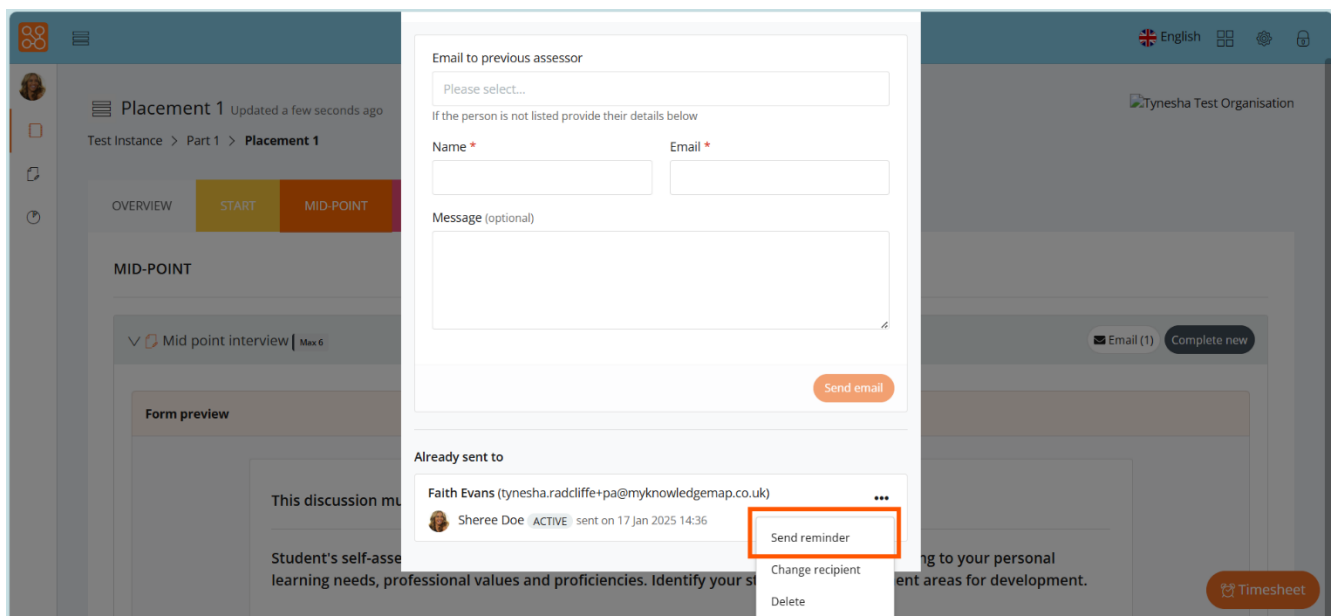 English
Placement 1 Updated a few seconds ago
Tynesha Test Organisation
Test Instance > Part 1 > Placement 1
OVERVIEW START MID-POINT
MID-POINT
Mid point interview Max 6
Email (1) Complete new
Form preview
This discussion mu
Student's self-asse
ng to your personal
learning needs, professional values and proficiencies. Identify your st
ent areas for development.
Timesheet
Email to previous assessor
Please select...
If the person is not listed provide their details below
Name * Email *
Message (optional)
Send email
Already sent to
Faith Evans (tynesha.radcliffe+pa@myknowledgemap.co.uk)
Sheree Doe ACTIVE sent on 17 Jan 2025 14:36
Send reminder
Change recipient
Delete